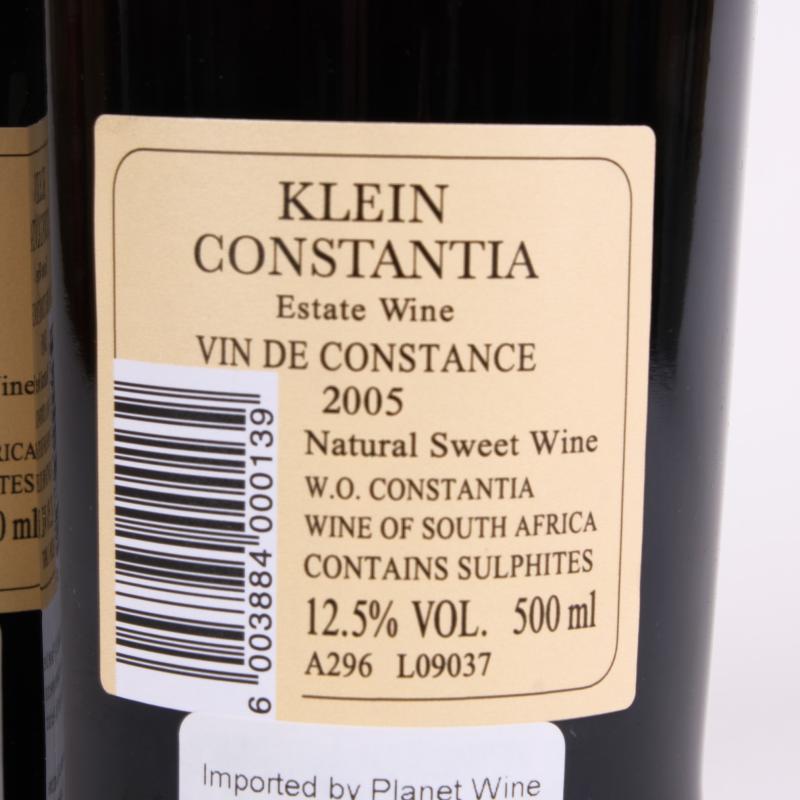 KLEIN
CONSTANTIA
Estate Wine
VIN DE CONSTANCE
2005
Natural Sweet Wine
W.O. CONSTANTIA
WINE OF SOUTH AFRICA
CONTAINS SULPHITES
12.5% VOL. 500 ml
A296 L09037
6 003884 000139
Imported by Planet Wine